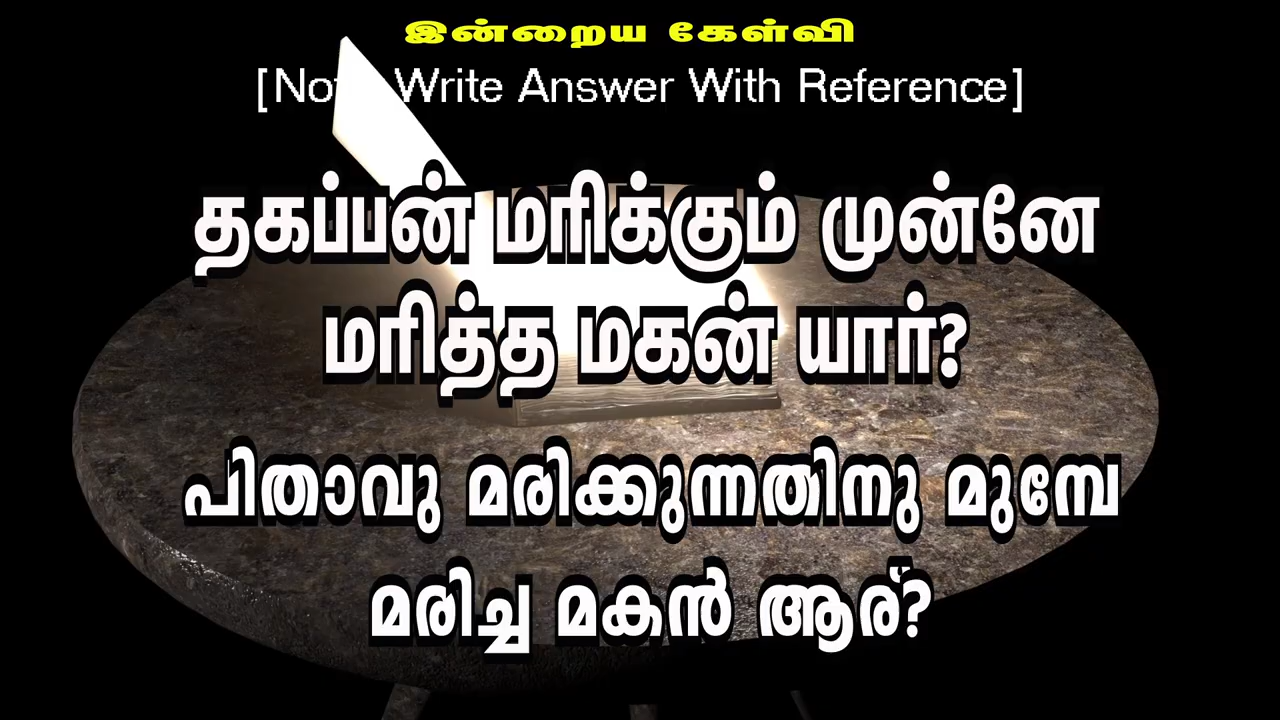 இன்றைய கேள்வி
Write Answer With Reference]
தகப்பன் மரிக்கும் முன்னே
மரித்த மகன் யார்?
പിതാവു മരിക്കുന്നതിനു മുമ്പേ
മരിച്ച മകൻ ആര്?